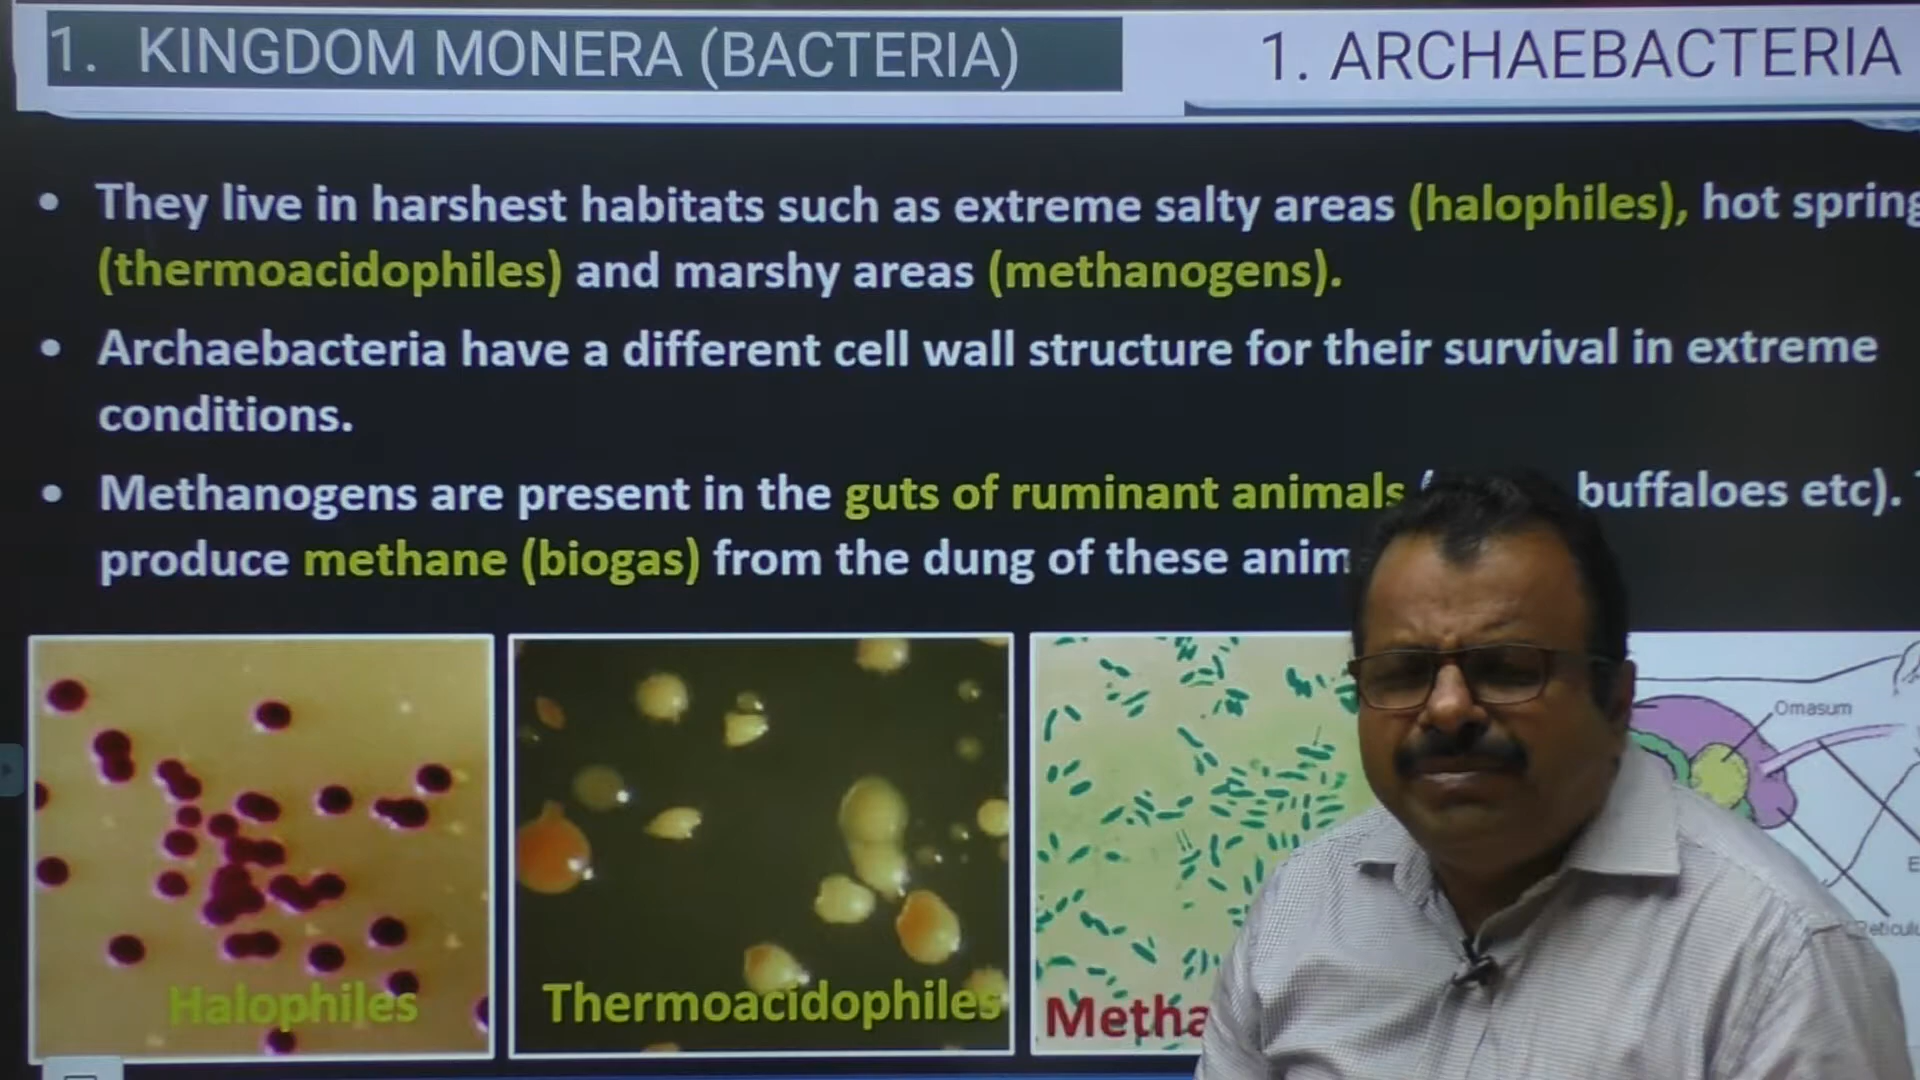 1. KINGDOM MONERA (BACTERIA)
1. ARCHAEBACTERIA
• They live in harshest habitats such as extreme salty areas (halophiles), hot spring
(thermoacidophiles) and marshy areas (methanogens).
• Archaebacteria have a different cell wall structure for their survival in extreme
conditions.
• Methanogens are present in the guts of ruminant animals ( buffaloes etc).
produce methane (biogas) from the dung of these anim
Omasum
Reticulu
Halophiles
Thermoacidophiles
Metha